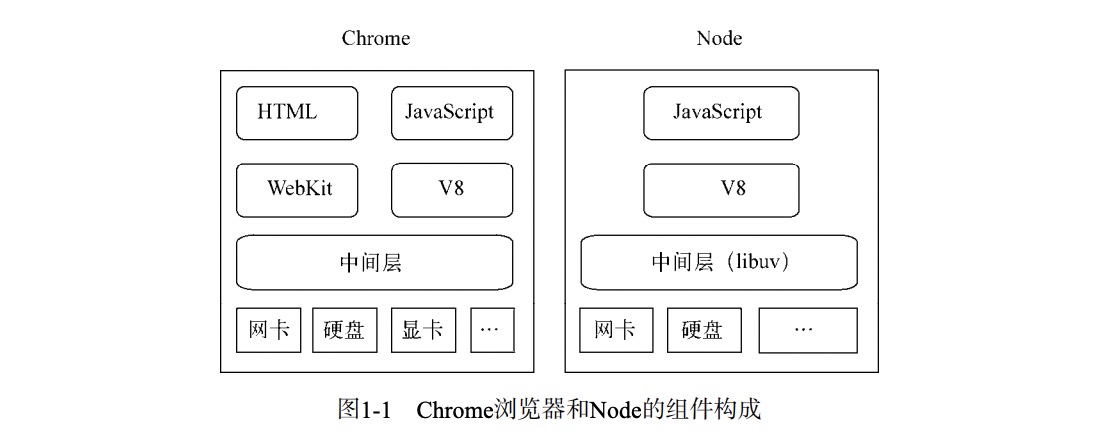 Chrome Node
HTML JavaScript JavaScript
WebKit V8 V8
中间层 中间层（libuv）
网卡 硬盘 显卡 … 网卡 硬盘 …
图1-1 Chrome浏览器和Node的组件构成